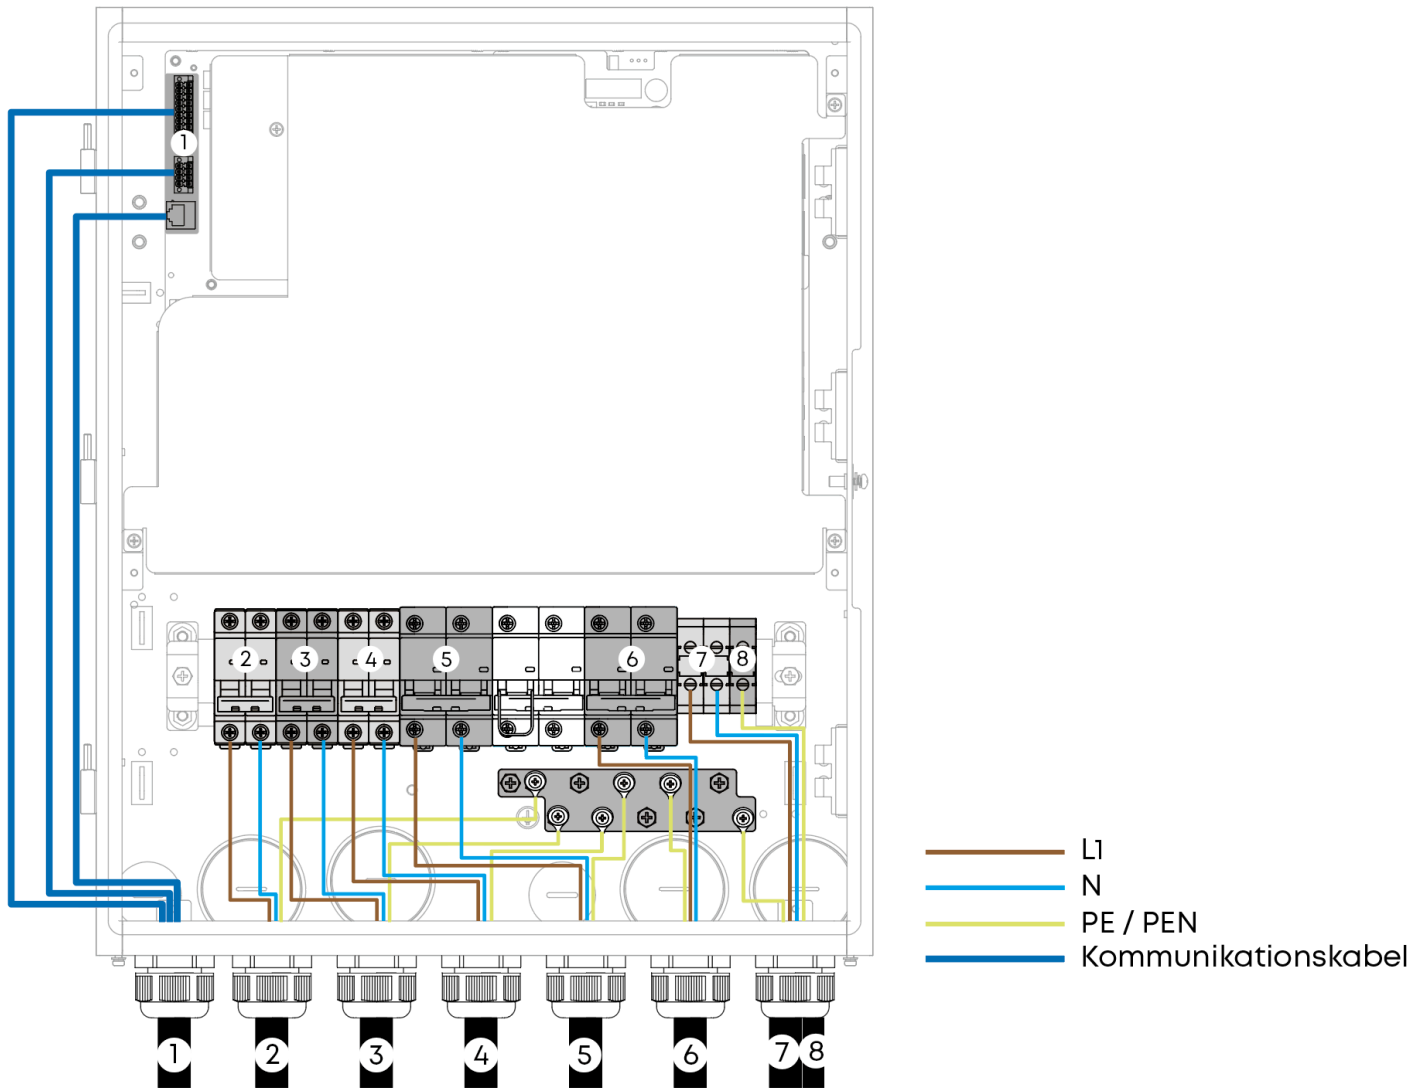 1
2 3 4 5 6 7 8
L1
N
PE / PEN
Kommunikationskabel
1 2 3 4 5 6 7 8